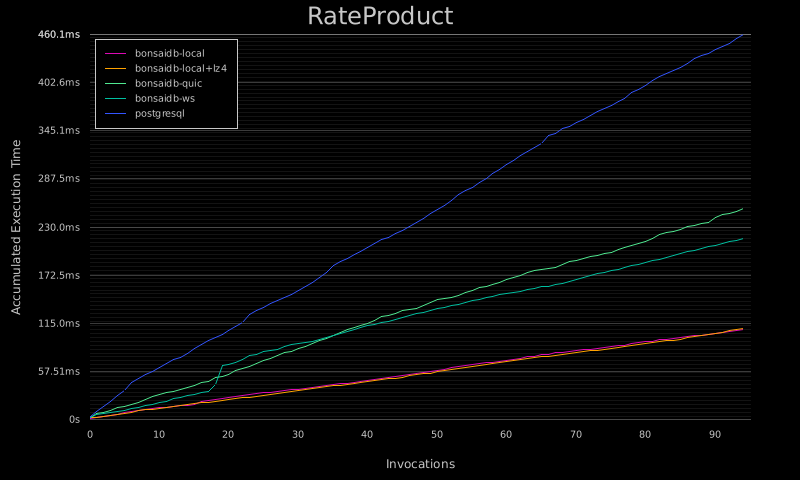 RateProduct
460.1ms
402.6ms
345.1ms
287.5ms
230.0ms
172.5ms
115.0ms
57.51ms
0s
Accumulated Execution Time
bonsaidb-local
bonsaidb-local+lz4
bonsaidb-quic
bonsaidb-ws
postgresql
0 10 20 30 40 50 60 70 80 90
Invocations